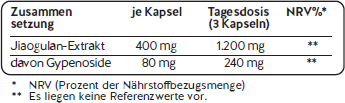 Zusammen je Kapsel Tagesdosis NRV%*
setzung (3 Kapseln)
Jiaogulan-Extrakt 400 mg 1.200 mg **
davon Gypenoside 80 mg 240 mg **
* NRV (Prozent der Nährstoffbezugsmenge)
** Es liegen keine Referenzwerte vor.